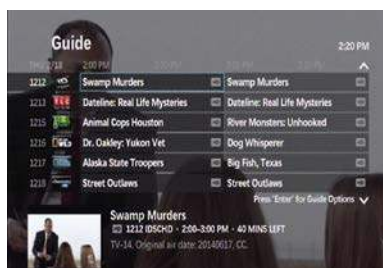 Guide
2:20 PM
THU 2/18 2:00 PM
1212 Swamp Murders Swamp Murders
1213 TLC Dateline: Real Life Mysteries Dateline: Real Life Mysteries
1215 Animal Cops Houston River Monsters: Unhooked
1216 Dr. Oakley: Yukon Vet Dog Whisperer
1217 Alaska State Troopers Big Fish, Texas
1218 Street Outlaws Street Outlaws
Press 'Enter' for Guide Options
Swamp Murders
1212 IDSCHD · 2:00–3:00 PM · 40 MINS LEFT
TV-14. Original air date: 20140617, CC.